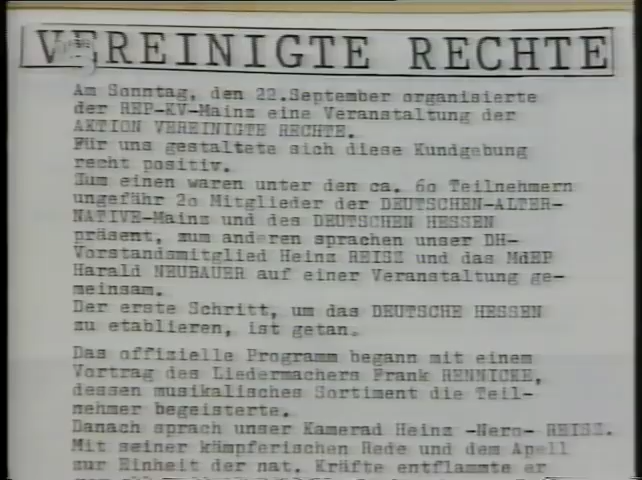 VEREINIGTE RECHTE
Am Sonntag, den 22.September organisierte
der REP-KV-Mainz eine Veranstaltung der
AKTION VEREINIGTE RECHTE.
Für uns gestaltete sich diese Kundgebung
recht positiv.
Zum einen waren unter den ca. 6o Teilnehmern
ungefähr 2o Mitglieder der DEUTSCHEN-ALTER-
NATIVE-Mainz und des DEUTSCHEN HESSEN
präsent, zum anderen sprachen unser DH-
Vorstandsmitglied Heinz REISZ und das MdEP
Harald NEUBAUER auf einer Veranstaltung ge-
meinsam.
Der erste Schritt, um das DEUTSCHE HESSEN
zu etablieren, ist getan.
Das offizielle Programm begann mit einem
Vortrag des Liedermachers Frank RENNICKE,
dessen musikalisches Sortiment die Teil-
nehmer begeisterte.
Danach sprach unser Kamerad Heinz -Nero- REISZ.
Mit seiner kämpferischen Rede und dem Apell
zur Einheit der nat. Kräfte entflammte er